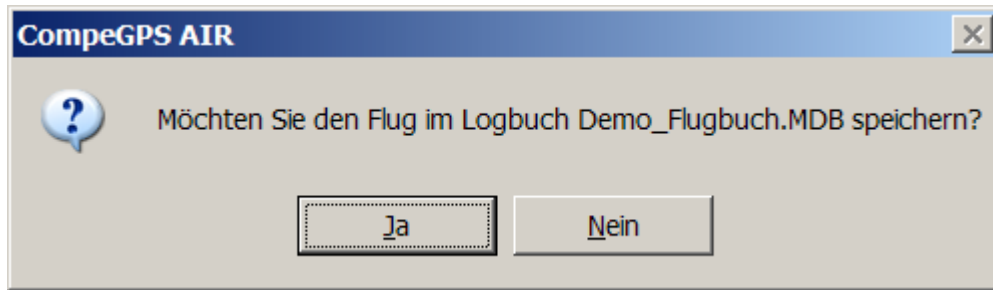 CompeGPS AIR
Möchten Sie den Flug im Logbuch Demo_Flugbuch.MDB speichern?
Ja
Nein